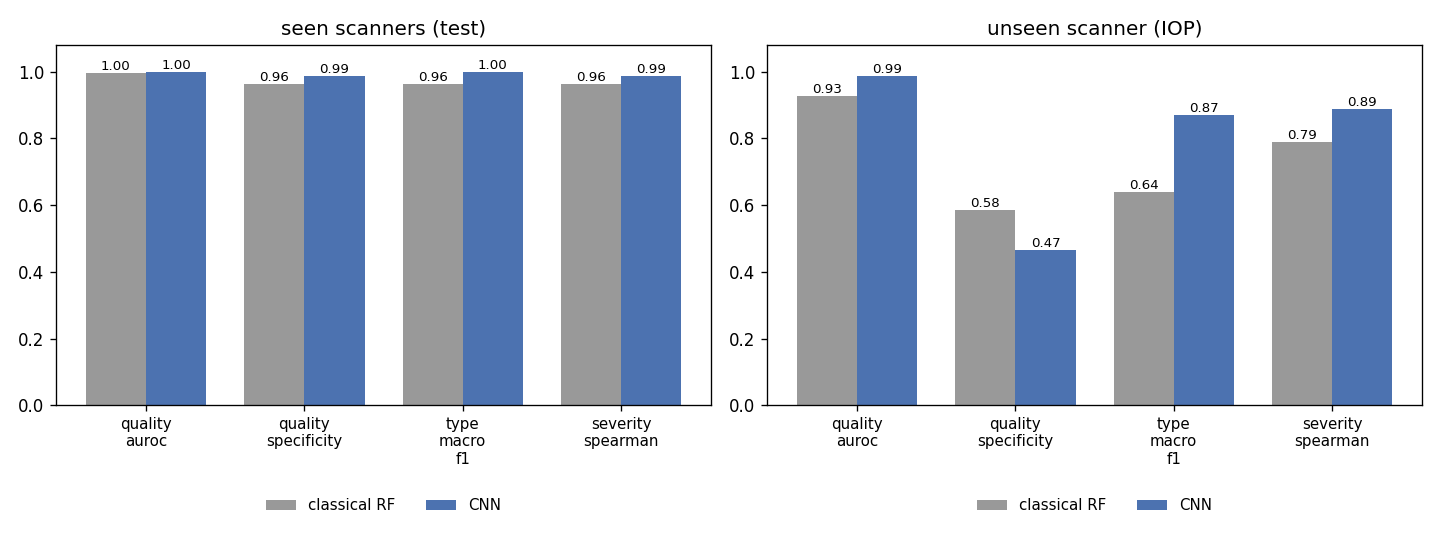 seen scanners (test)
1.0
0.8
0.6
0.4
0.2
0.0
1.00
1.00
0.96
0.99
0.96
1.00
0.96
0.99
quality
auroc
quality
specificity
type
macro
f1
severity
spearman
classical RF
CNN
unseen scanner (IOP)
1.0
0.8
0.6
0.4
0.2
0.0
0.93
0.99
0.58
0.47
0.64
0.87
0.79
0.89
quality
auroc
quality
specificity
type
macro
f1
severity
spearman
classical RF
CNN